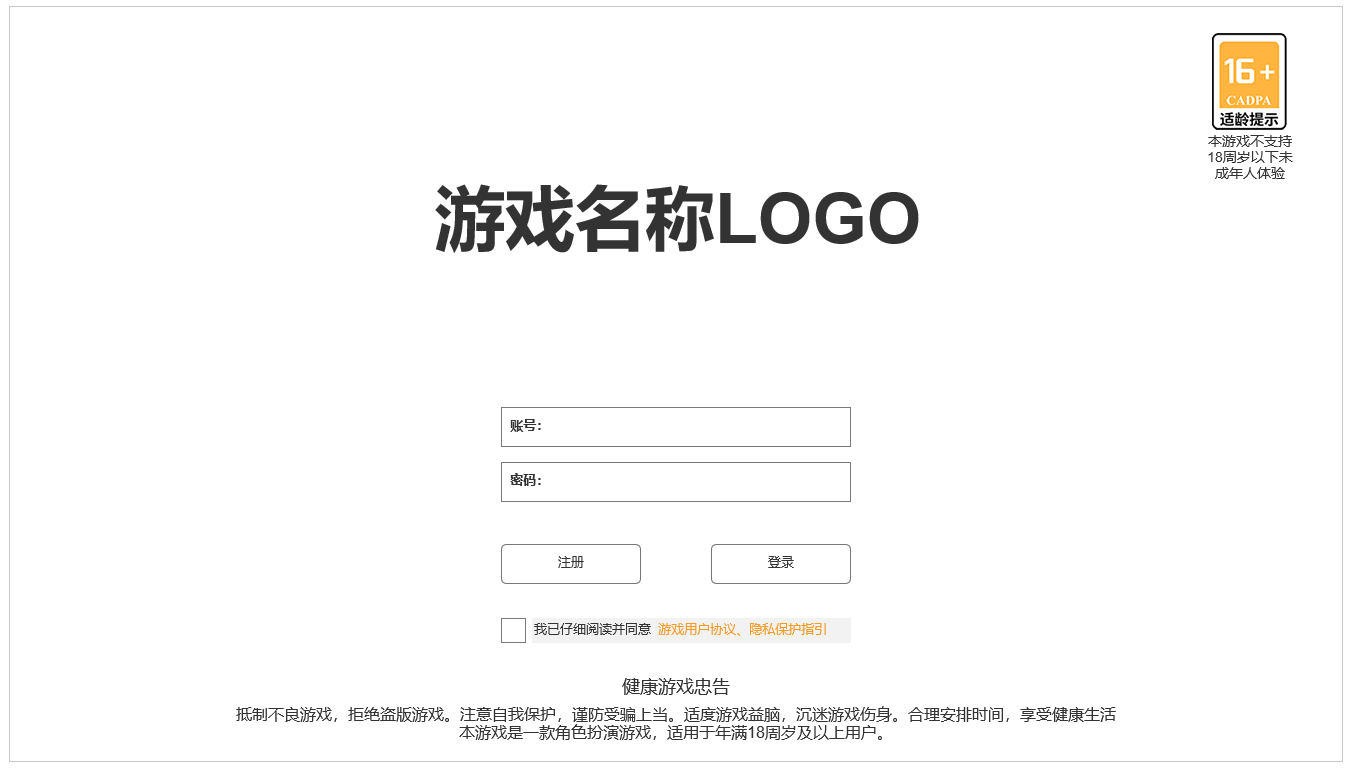 16+
CADPA
适龄提示
本游戏不支持
18周岁以下未
成年人体验
游戏名称LOGO
账号：
密码：
注册
登录
我已仔细阅读并同意 游戏用户协议、隐私保护指引
健康游戏忠告
抵制不良游戏，拒绝盗版游戏。注意自我保护，谨防受骗上当。适度游戏益脑，沉迷游戏伤身。合理安排时间，享受健康生活
本游戏是一款角色扮演游戏，适用于年满18周岁及以上用户。